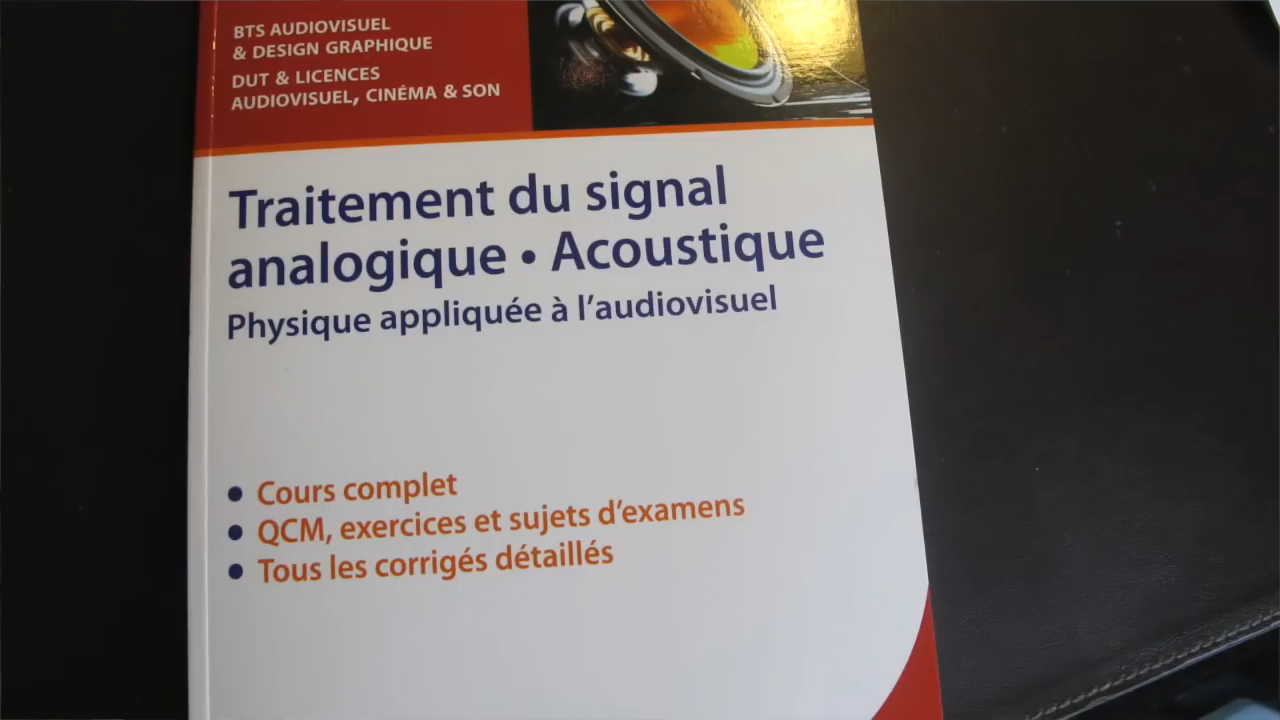 BTS AUDIOVISUEL
& DESIGN GRAPHIQUE
DUT & LICENCES
AUDIOVISUEL, CINÉMA & SON
Traitement du signal
analogique • Acoustique
Physique appliquée à l'audiovisuel
• Cours complet
• QCM, exercices et sujets d'examens
• Tous les corrigés détaillés